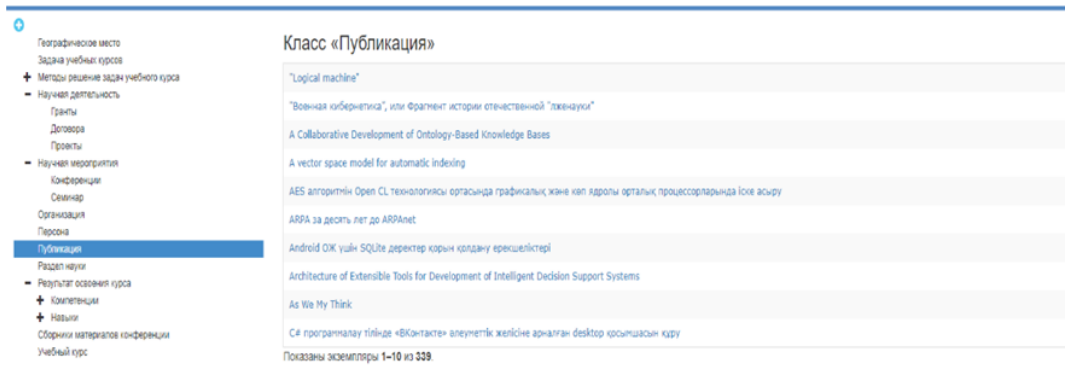 Географическое место
Задача учебных курсов
Методы решение задач учебного курса
Научная деятельность
Гранты
Договора
Проекты
Научная мероприятия
Конференции
Семинар
Организация
Персона
Публикация
Раздел науки
Результат освоения курса
Компетенции
Навыки
Сборники материалов конференции
Учебный курс
Класс «Публикация»
"Logical machine"
"Военная кибернетика", или Фрагмент истории отечественной "лженауки"
A Collaborative Development of Ontology-Based Knowledge Bases
A vector space model for automatic indexing
AES алгоритмін Open CL технологиясы ортасында графикалық және көп ядролы орталық процессорларында іске асыру
ARPA за десять лет до ARPAnet
Android ОЖ үшін SQLite деректер қорын қолдану ерекшеліктері
Architecture of Extensible Tools for Development of Intelligent Decision Support Systems
As We My Think
C# программалау тілінде «ВКонтакте» әлеуметтік желісіне арналған desktop қосымшасын құру
Показаны экземпляры 1–10 из 339.